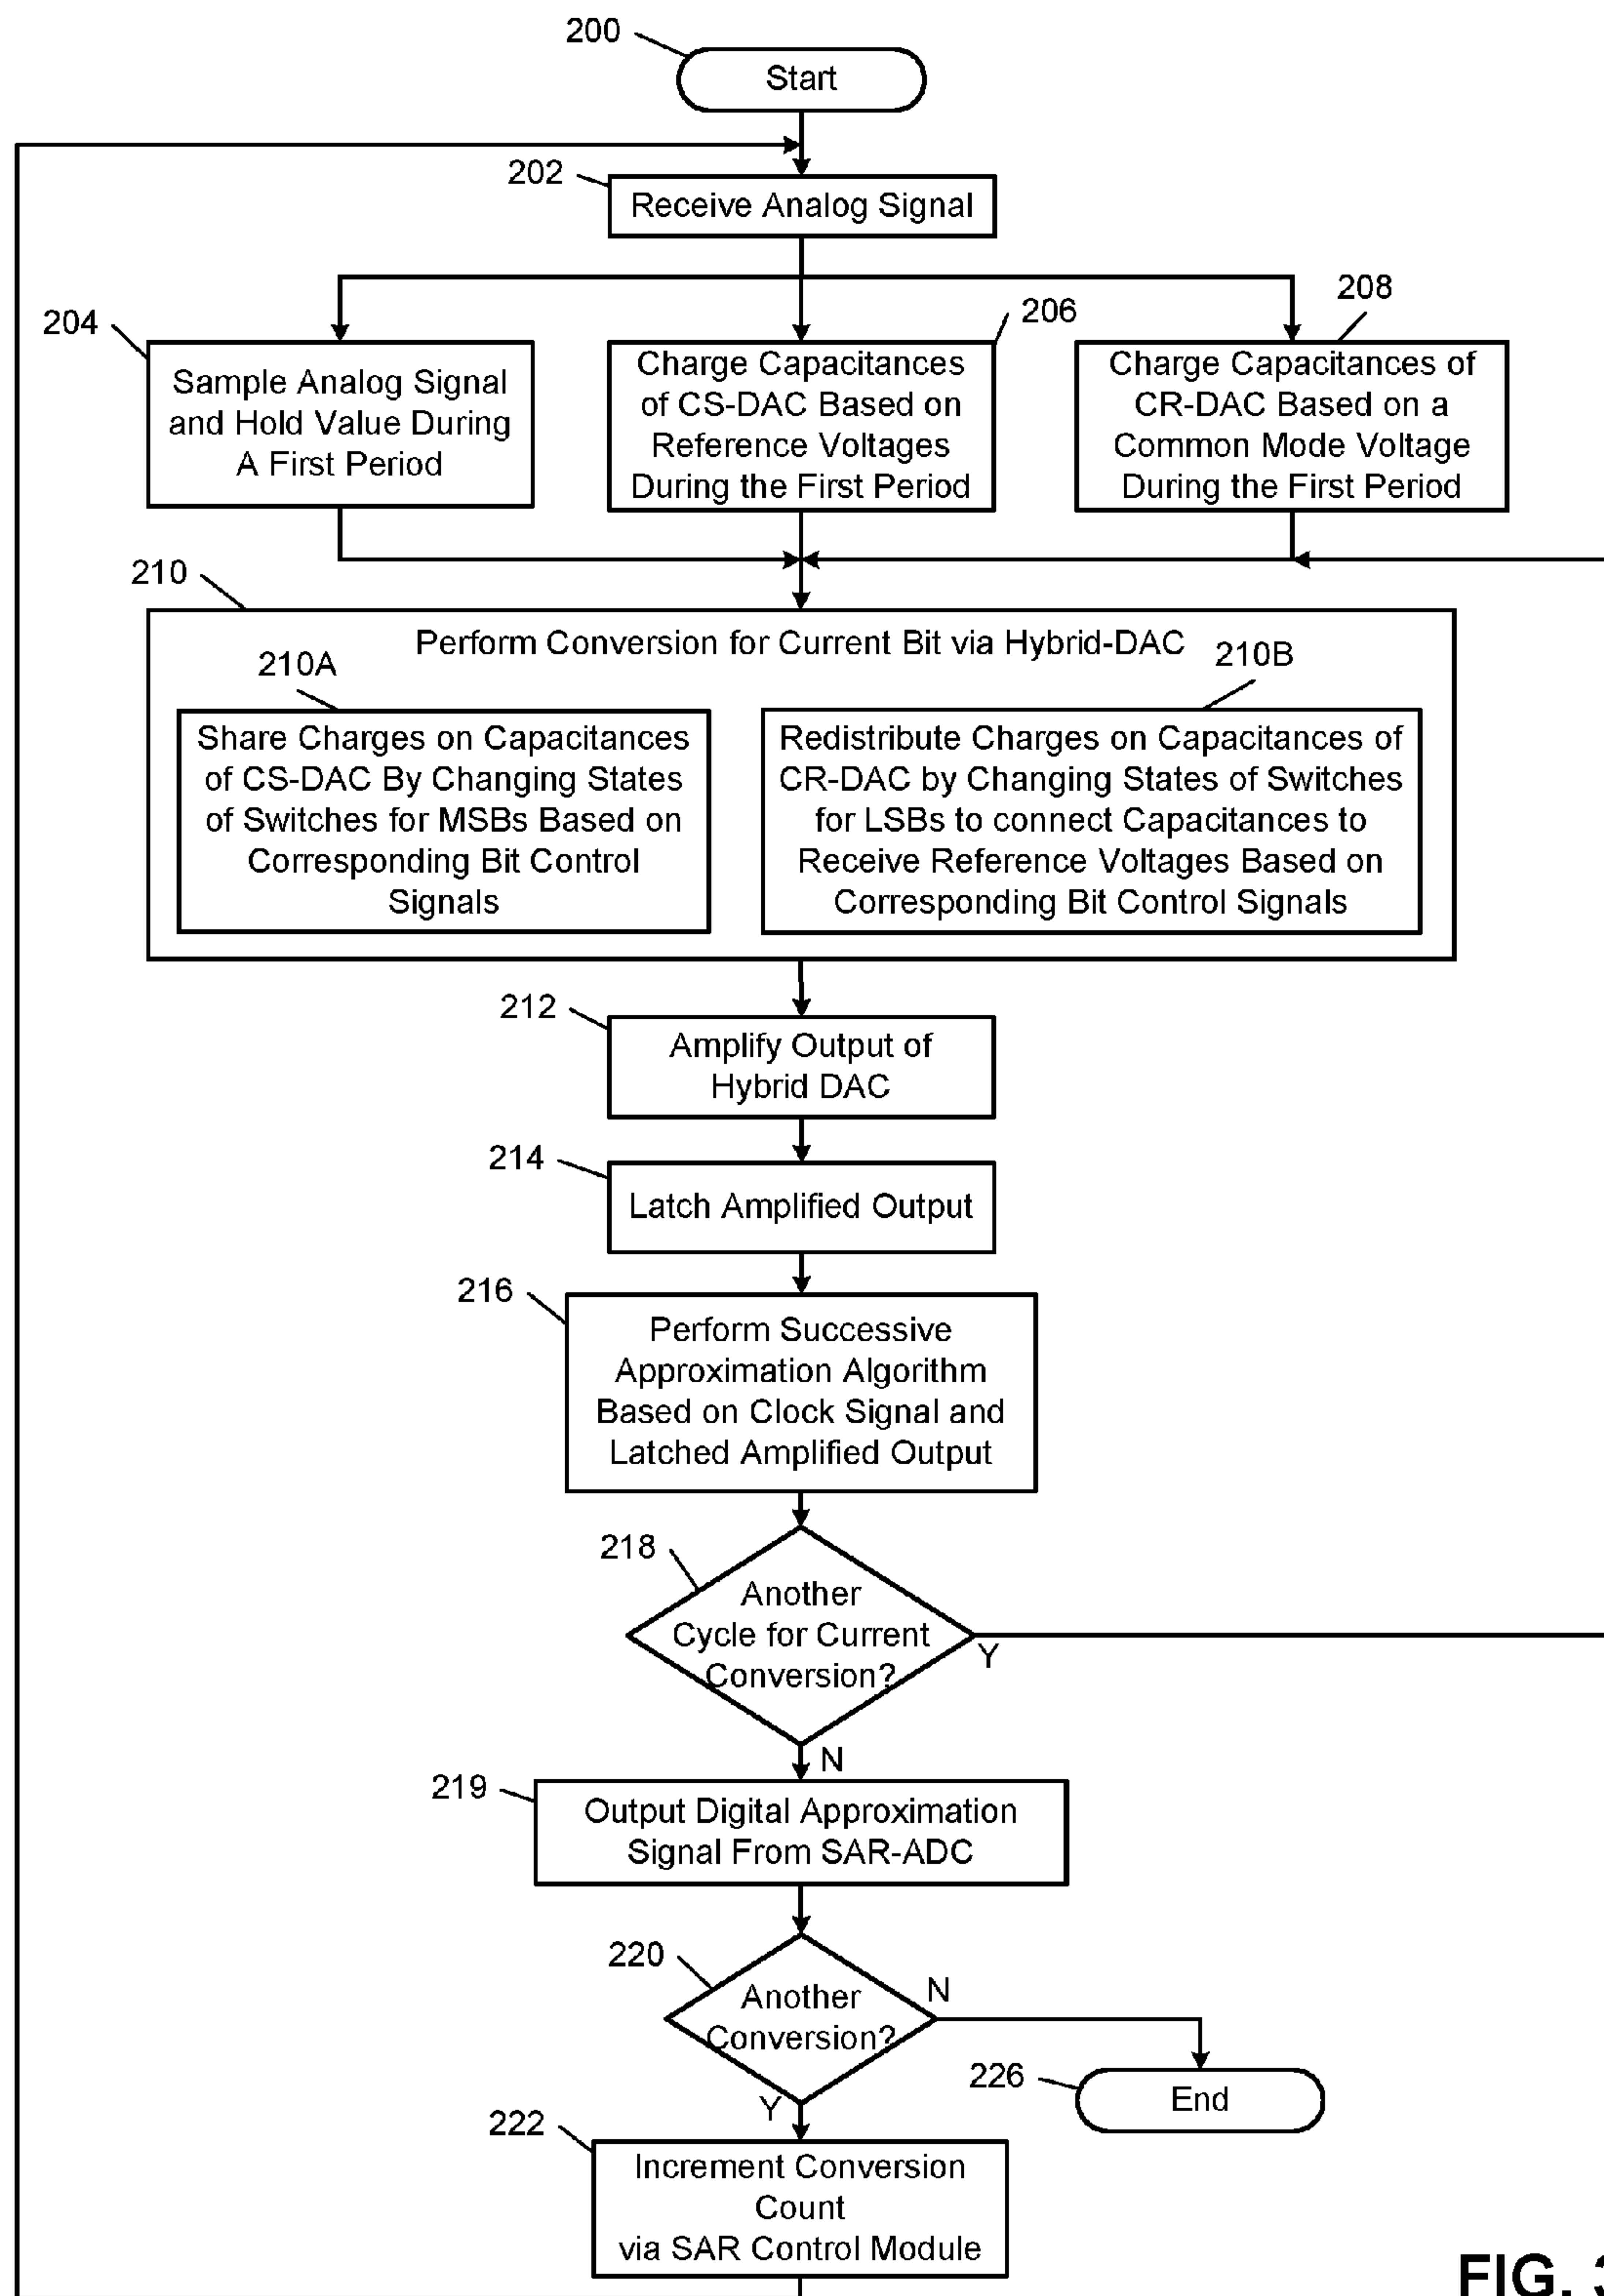 200
Start
202
Receive Analog Signal
204
206
208
Sample Analog Signal
and Hold Value During
A First Period
Charge Capacitances
of CS-DAC Based on
Reference Voltages
During the First Period
Charge Capacitances of
CR-DAC Based on a
Common Mode Voltage
During the First Period
210
Perform Conversion for Current Bit via Hybrid-DAC
210A
210B
Share Charges on Capacitances
of CS-DAC By Changing States
of Switches for MSBs Based on
Corresponding Bit Control
Signals
Redistribute Charges on Capacitances of
CR-DAC by Changing States of Switches
for LSBs to connect Capacitances to
Receive Reference Voltages Based on
Corresponding Bit Control Signals
212
Amplify Output of
Hybrid DAC
214
Latch Amplified Output
216
Perform Successive
Approximation Algorithm
Based on Clock Signal and
Latched Amplified Output
218
Another
Cycle for Current
Conversion?
Y
N
219
Output Digital Approximation
Signal From SAR-ADC
220
Another
Conversion?
N
Y
226
End
222
Increment Conversion
Count
via SAR Control Module
FIG. 3